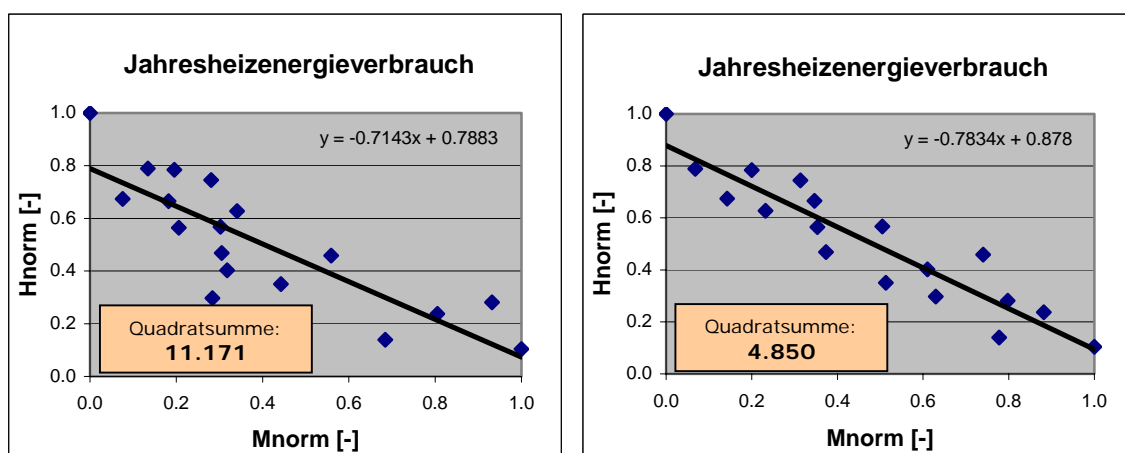 Jahresheizenergieverbrauch
y = -0.7143x + 0.7883
1.0
0.8
0.6
0.4
0.2
0.0
Hnorm [-]
Quadratsumme:
11.171
0.0 0.2 0.4 0.6 0.8 1.0
Mnorm [-]
Jahresheizenergieverbrauch
y = -0.7834x + 0.878
1.0
0.8
0.6
0.4
0.2
0.0
Hnorm [-]
Quadratsumme:
4.850
0.0 0.2 0.4 0.6 0.8 1.0
Mnorm [-]